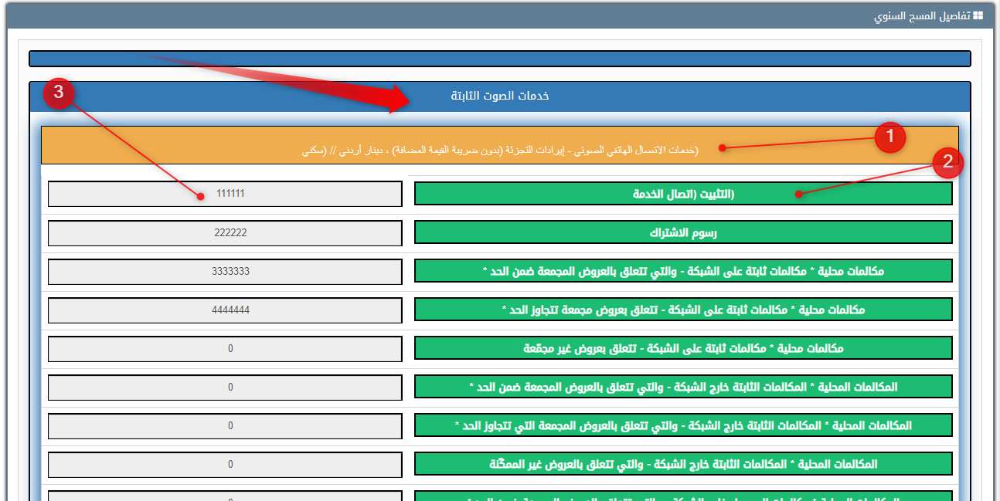 تفاصيل المسح السنوي
خدمات الصوت الثابتة
3
1
(خدمات الاتصال الهاتفي الصوتي - إيرادات التجزئة (بدون ضريبة القيمة المضافة) ، دينار أردني // (سكني
2
(التثبيت (اتصال الخدمة
111111
رسوم الاشتراك
222222
مكالمات محلية * مكالمات ثابتة على الشبكة - والتي تتعلق بالعروض المجمعة ضمن الحد *
3333333
مكالمات محلية * مكالمات ثابتة على الشبكة - تتعلق بعروض مجمعة تتجاوز الحد *
4444444
مكالمات محلية * مكالمات ثابتة على الشبكة - تتعلق بعروض غير مجمّعة
0
المكالمات المحلية * المكالمات الثابتة خارج الشبكة - والتي تتعلق بالعروض المجمعة ضمن الحد *
0
المكالمات المحلية * المكالمات الثابتة خارج الشبكة - والتي تتعلق بالعروض المجمعة التي تتجاوز الحد *
0
المكالمات المحلية * المكالمات الثابتة خارج الشبكة - والتي تتعلق بالعروض غير الممكّنة
0